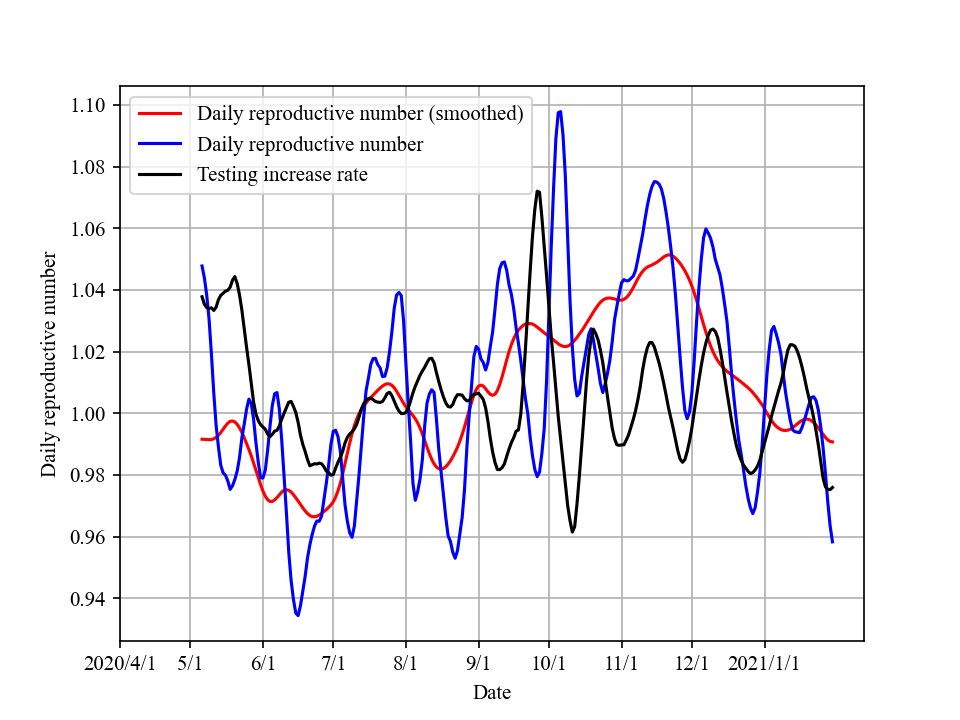 1.10
1.08
1.06
1.04
1.02
1.00
0.98
0.96
0.94
Daily reproductive number
Daily reproductive number (smoothed)
Daily reproductive number
Testing increase rate
2020/4/1 5/1 6/1 7/1 8/1 9/1 10/1 11/1 12/1 2021/1/1
Date